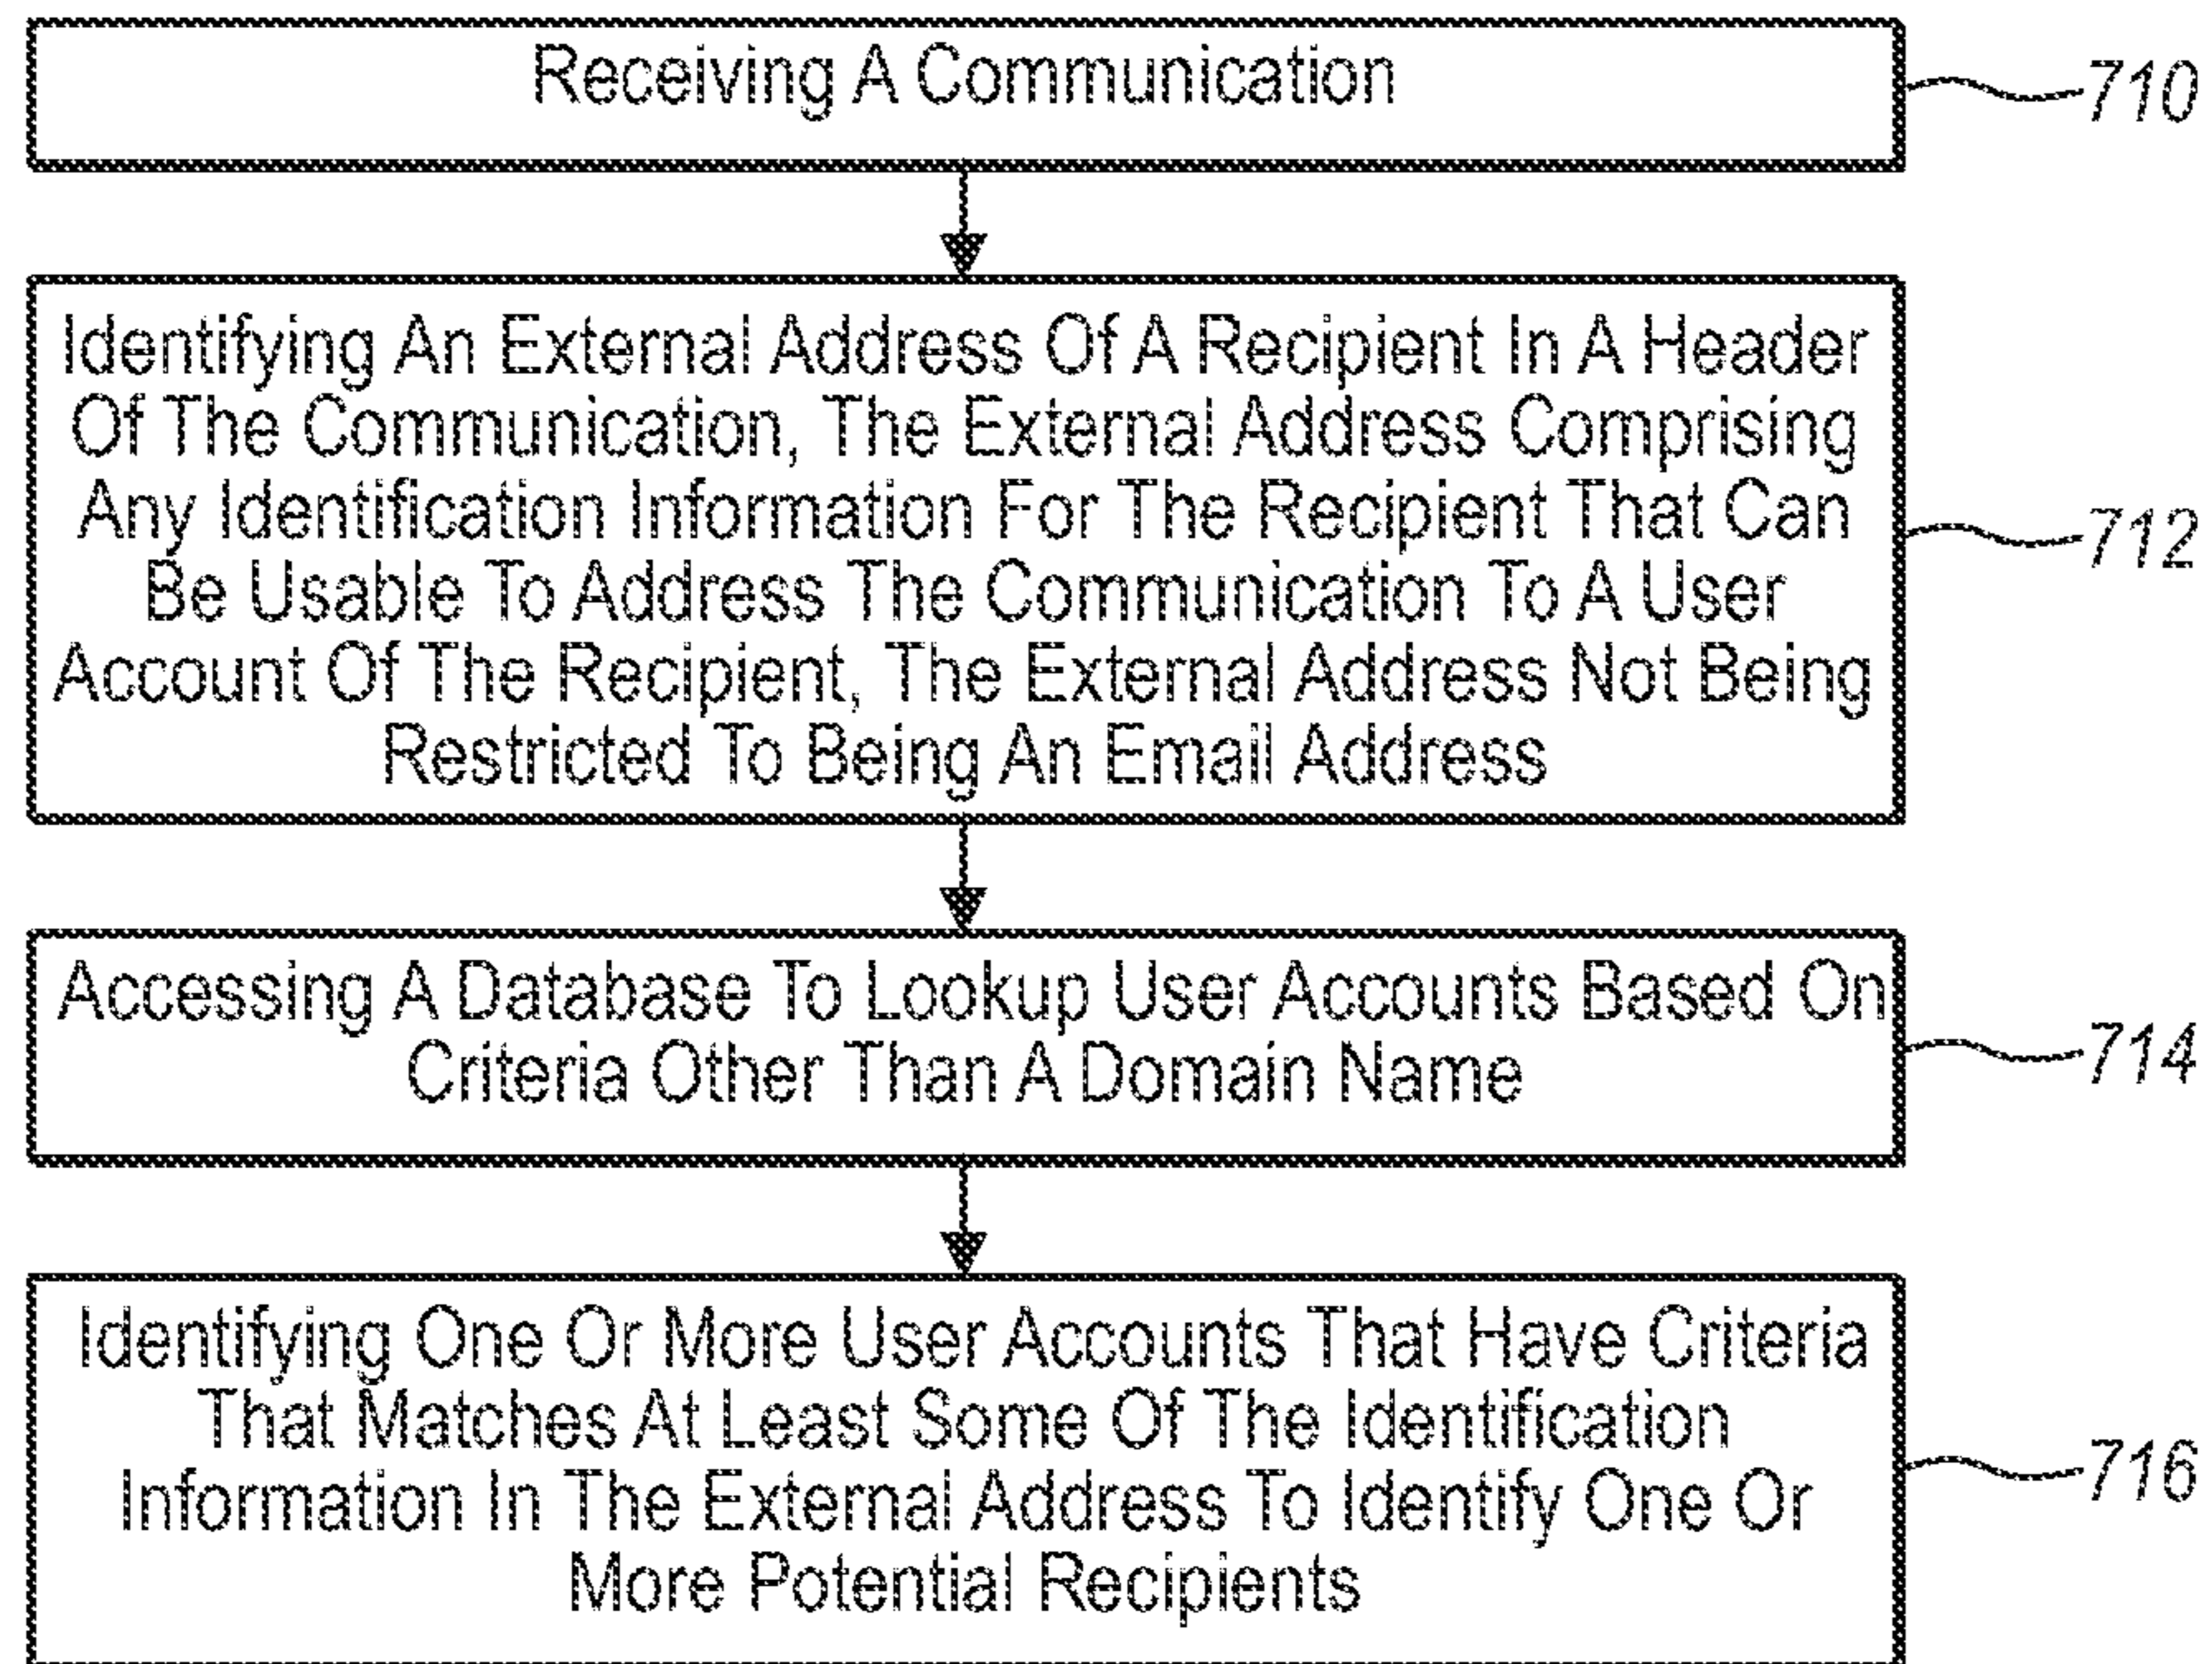 Receiving A Communication
710
Identifying An External Address Of A Recipient In A Header
Of The Communication, The External Address Comprising
Any Identification Information For The Recipient That Can
Be Usable To Address The Communication To A User
Account Of The Recipient, The External Address Not Being
Restricted To Being An Email Address
712
Accessing A Database To Lookup User Accounts Based On
Criteria Other Than A Domain Name
714
Identifying One Or More User Accounts That Have Criteria
That Matches At Least Some Of The Identification
Information In The External Address To Identify One Or
More Potential Recipients
716